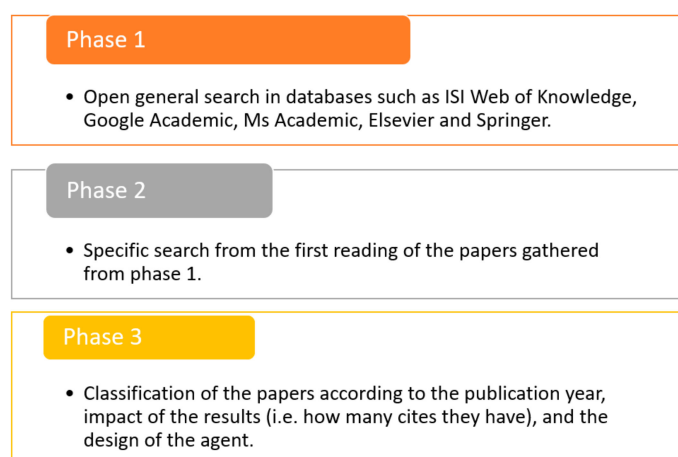 Phase 1
• Open general search in databases such as ISI Web of Knowledge,
Google Academic, Ms Academic, Elsevier and Springer.
Phase 2
• Specific search from the first reading of the papers gathered
from phase 1.
Phase 3
• Classification of the papers according to the publication year,
impact of the results (i.e. how many cites they have), and the
design of the agent.